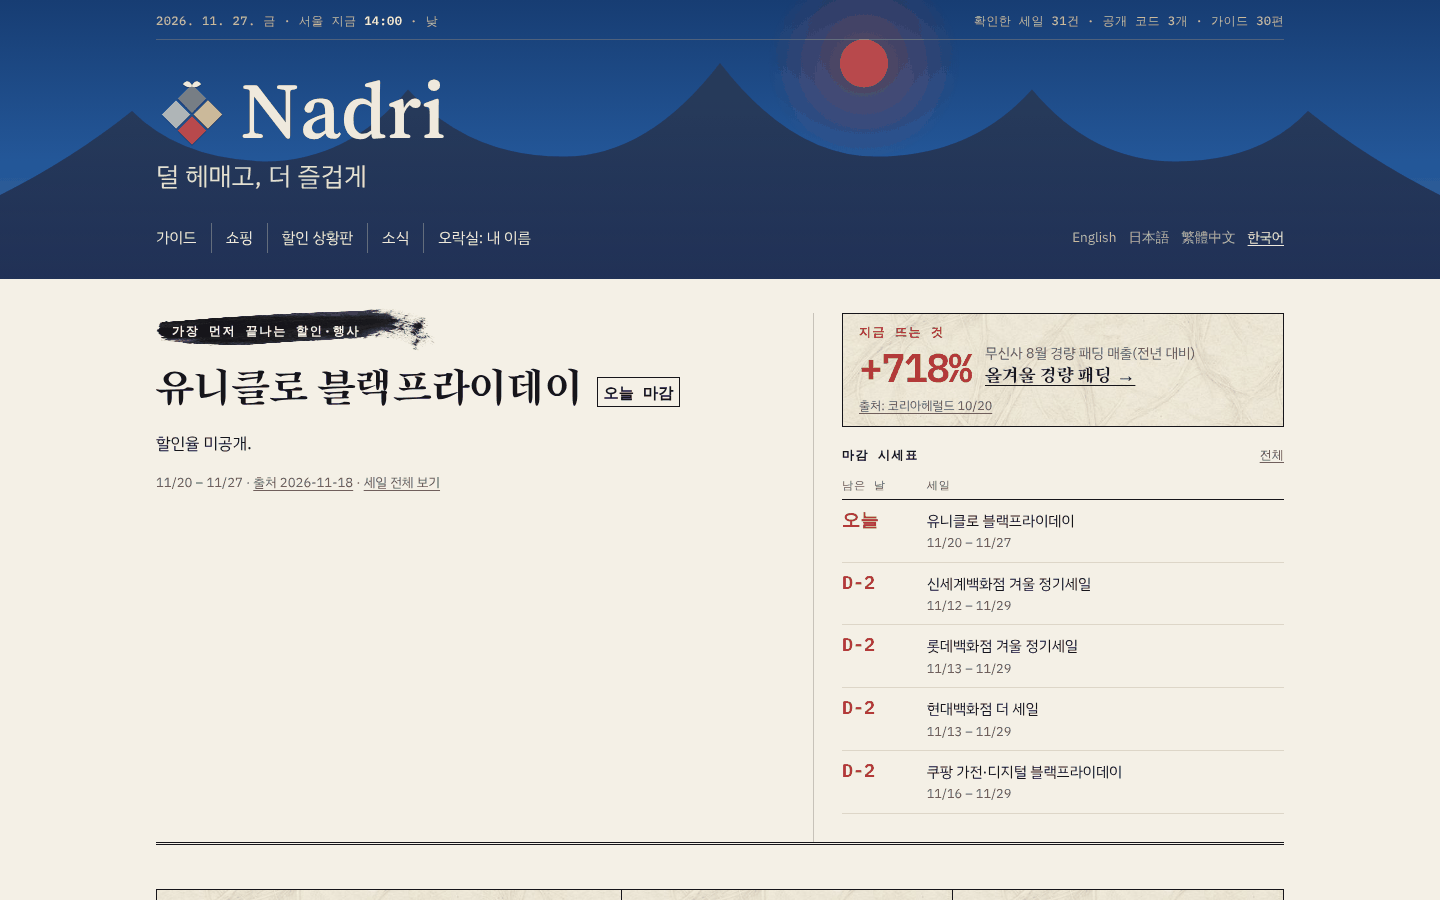 2026. 11. 27. 금 · 서울 지금 14:00 · 낮
확인한 세일 31건 · 공개 코드 3개 · 가이드 30편
Nadri
덜 헤매고, 더 즐겁게
가이드
쇼핑
할인 상황판
소식
오락실: 내 이름
English 日本語 繁體中文 한국어
가장 먼저 끝나는 할인·행사
유니클로 블랙프라이데이 오늘 마감
할인율 미공개.
11/20 – 11/27 · 출처 2026-11-18 · 세일 전체 보기
지금 뜨는 것
+718%
무신사 8월 경량 패딩 매출(전년 대비)
올겨울 경량 패딩 →
출처: 코리아헤럴드 10/20
마감 시세표 전체
남은 날 세일
오늘 유니클로 블랙프라이데이
11/20 – 11/27
D-2 신세계백화점 겨울 정기세일
11/12 – 11/29
D-2 롯데백화점 겨울 정기세일
11/13 – 11/29
D-2 현대백화점 더 세일
11/13 – 11/29
D-2 쿠팡 가전·디지털 블랙프라이데이
11/16 – 11/29